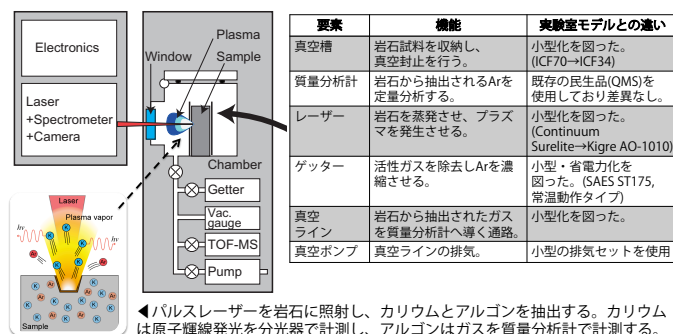 Electronics
Laser
+Spectrometer
+Camera
Window
Plasma
Sample
Chamber
Getter
Vac.
gauge
TOF-MS
Pump
Laser
Plasma vapor
hν
hν
K
K
K
K
K
K
Ar
Ar
Ar
Ar
Sample
要素 機能 実験室モデルとの違い
真空槽 岩石試料を収納し、 小型化を図った。
真空封止を行う。 (ICF70→ICF34)
質量分析計 岩石から抽出されるArを 既存の民生品(QMS)を
定量分析する。 使用しており差異なし。
レーザー 岩石を蒸発させ、プラズ 小型化を図った。
マを発生させる。 (Continuum
Surelite→Kigre AO-1010)
ゲッター 活性ガスを除去しArを濃 小型・省電力化を
縮させる。 図った。(SAES ST175,
常温動作タイプ)
真空 岩石から抽出されたガス 小型化を図った。
ライン を質量分析計へ導く通路。
真空ポンプ 真空ラインの排気。 小型の排気セットを使用
◀パルスレーザーを岩石に照射し、カリウムとアルゴンを抽出する。カリウム
は原子輝線発光を分光器で計測し、アルゴンはガスを質量分析計で計測する。